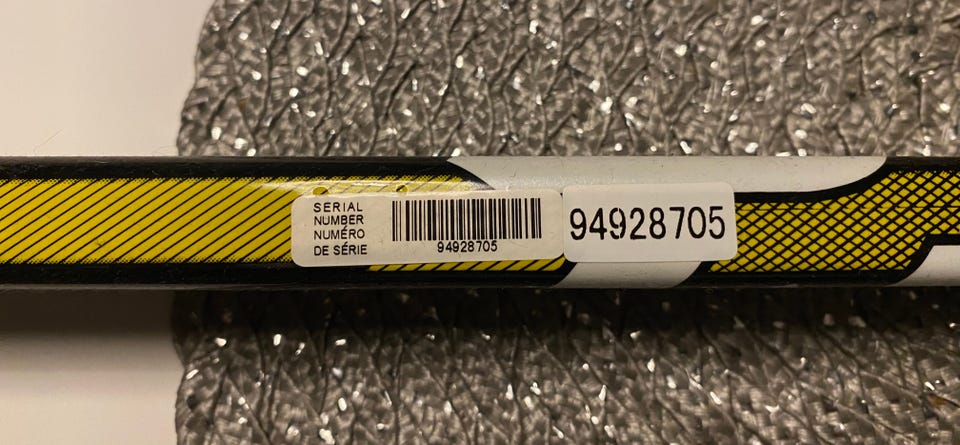 SERIAL
NUMBER
NUMÉRO
DE SÉRIE
94928705
94928705